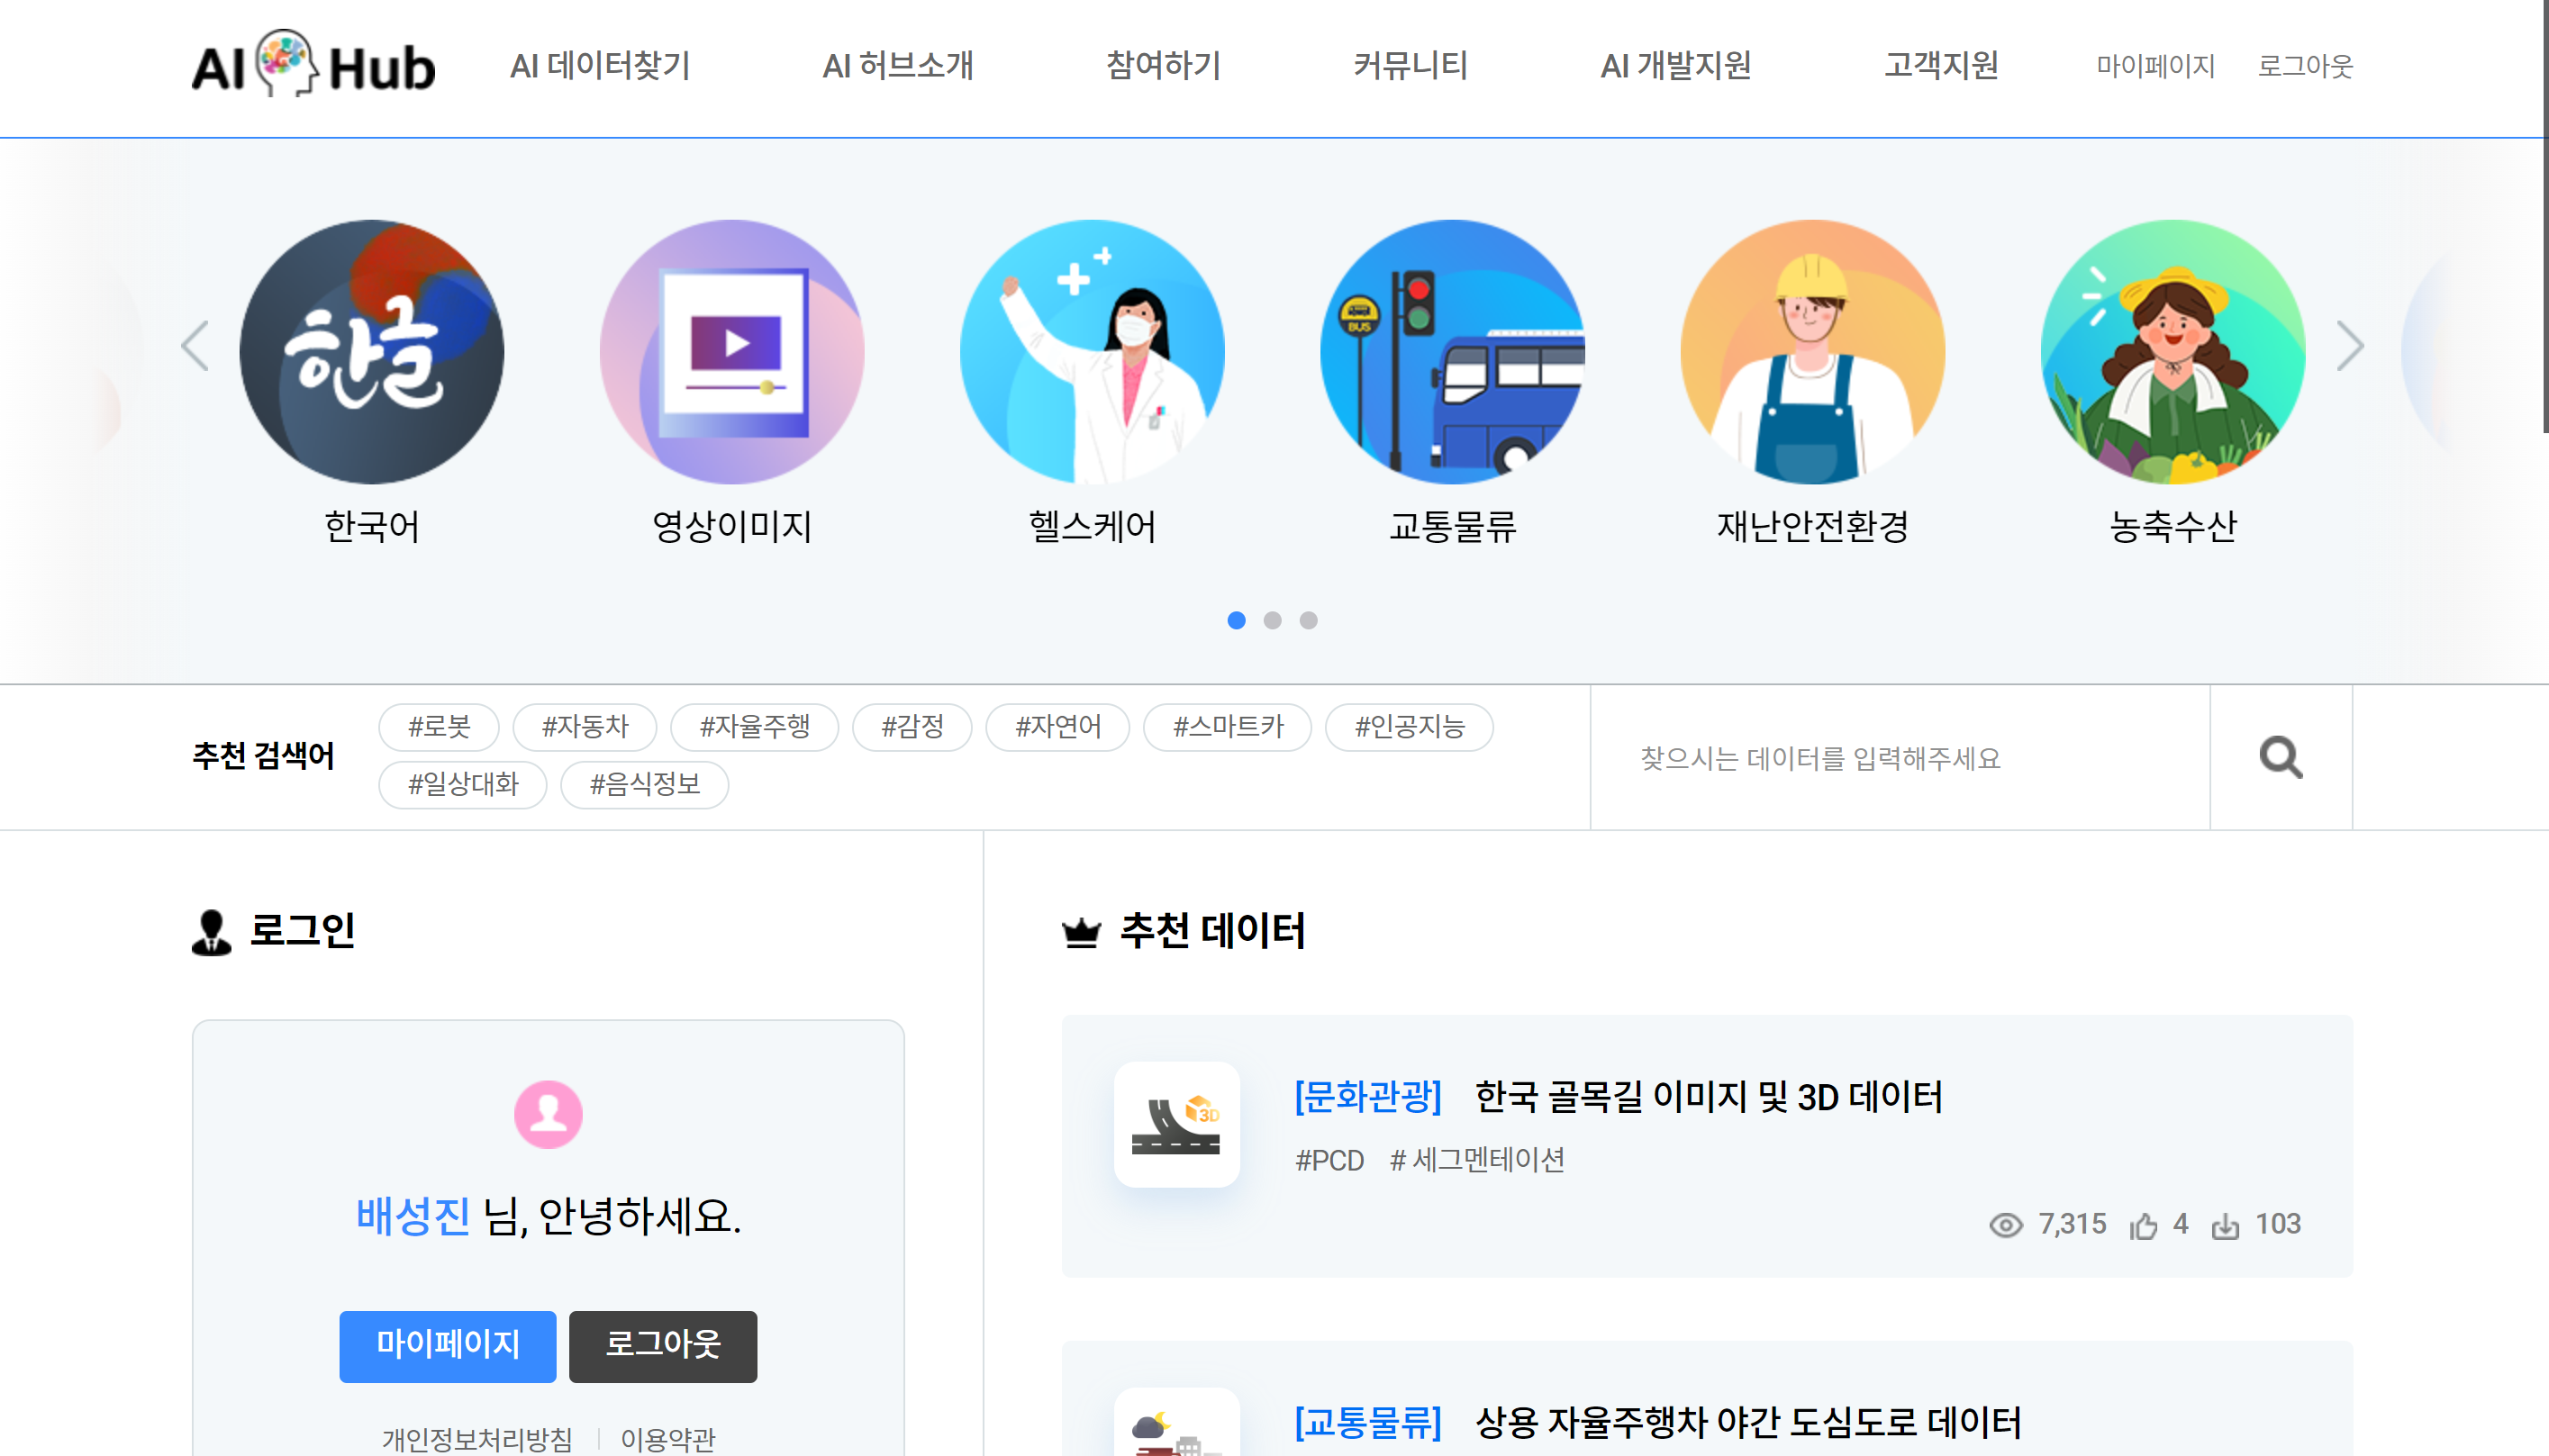 AI Hub AI 데이터찾기 AI 허브소개 참여하기 커뮤니티 AI 개발지원 고객지원 마이페이지 로그아웃
한글
BUS
한국어 영상이미지 헬스케어 교통물류 재난안전환경 농축수산
추천 검색어
#로봇 #자동차 #자율주행 #감정 #자연어 #스마트카 #인공지능
#일상대화 #음식정보
찾으시는 데이터를 입력해주세요
로그인
배성진 님, 안녕하세요.
마이페이지 로그아웃
개인정보처리방침 이용약관
추천 데이터
3D
[문화관광] 한국 골목길 이미지 및 3D 데이터
#PCD # 세그멘테이션
7,315 4 103
[교통물류] 상용 자율주행차 야간 도심도로 데이터